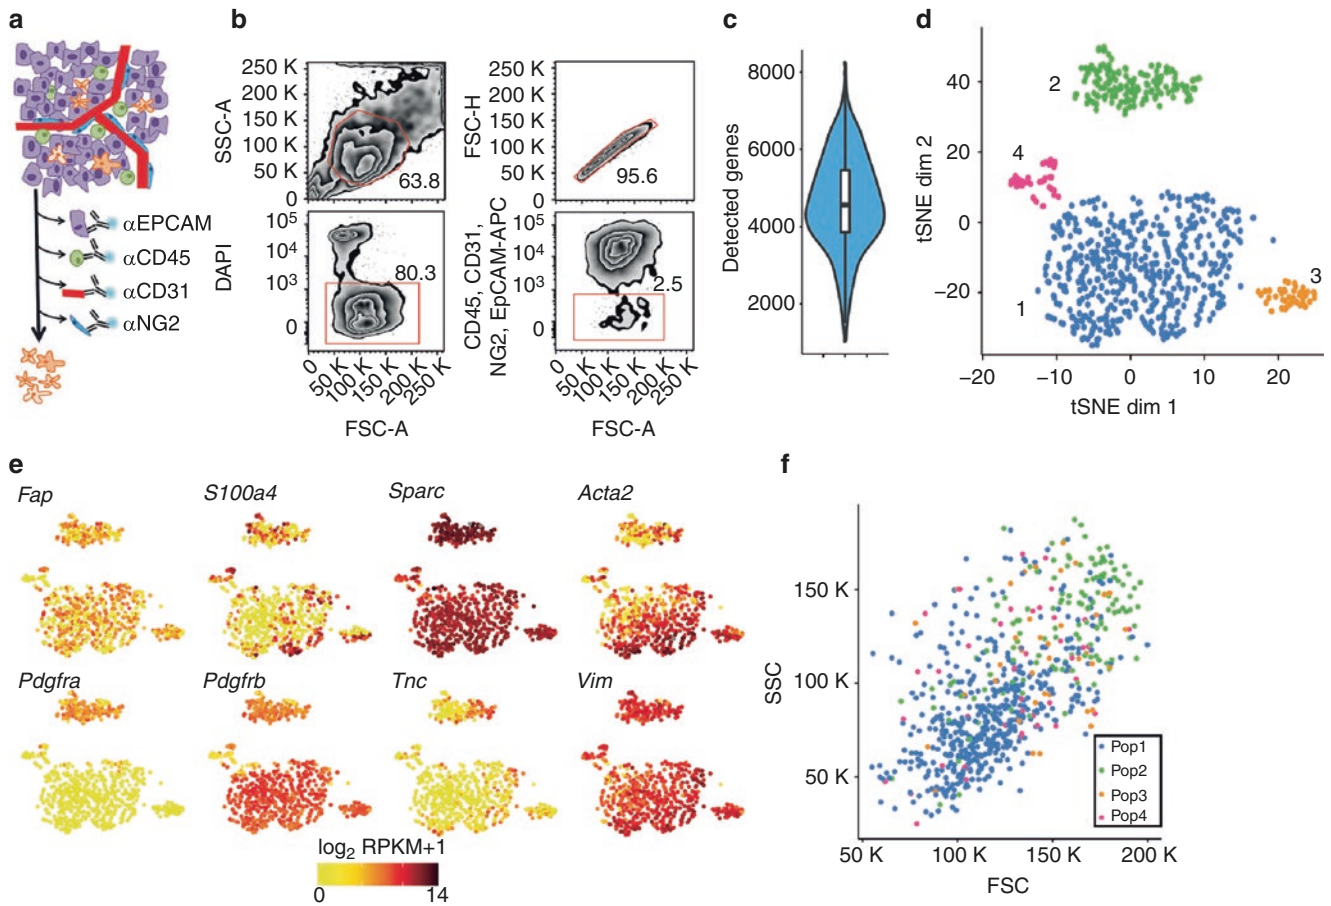 a
αEPCAM
αCD45
αCD31
αNG2
b
SSC-A
250 K
200 K
150 K
100 K
50 K
0
63.8
FSC-H
250 K
200 K
150 K
100 K
50 K
0
95.6
DAPI
10⁵
10⁴
10³
0
80.3
0
50 K
100 K
150 K
200 K
250 K
FSC-A
CD45, CD31,
NG2, EpCAM-APC
10⁵
10⁴
10³
0
2.5
0
50 K
100 K
150 K
200 K
250 K
FSC-A
c
Detected genes
8000
6000
4000
2000
d
tSNE dim 2
40
20
0
−20
2
4
1
3
−20
−10
0
10
20
tSNE dim 1
e
Fap
S100a4
Sparc
Acta2
Pdgfra
Pdgfrb
Tnc
Vim
log₂ RPKM+1
0
14
f
SSC
150 K
100 K
50 K
Pop1
Pop2
Pop3
Pop4
50 K
100 K
150 K
200 K
FSC